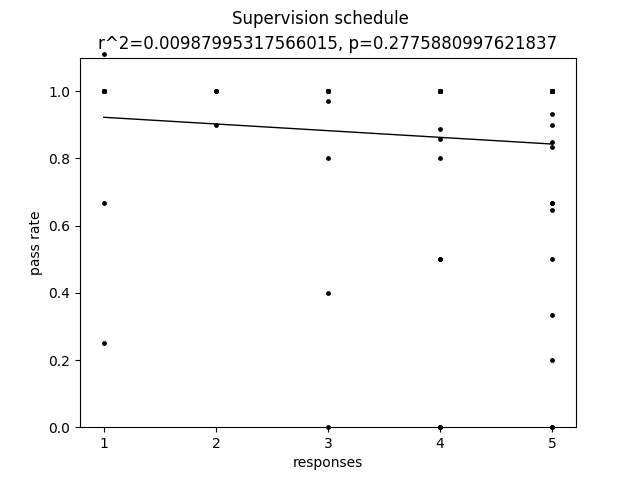 Supervision schedule
r^2=0.00987995317566015, p=0.2775880997621837
1.0
0.8
0.6
0.4
0.2
0.0
pass rate
1 2 3 4 5
responses